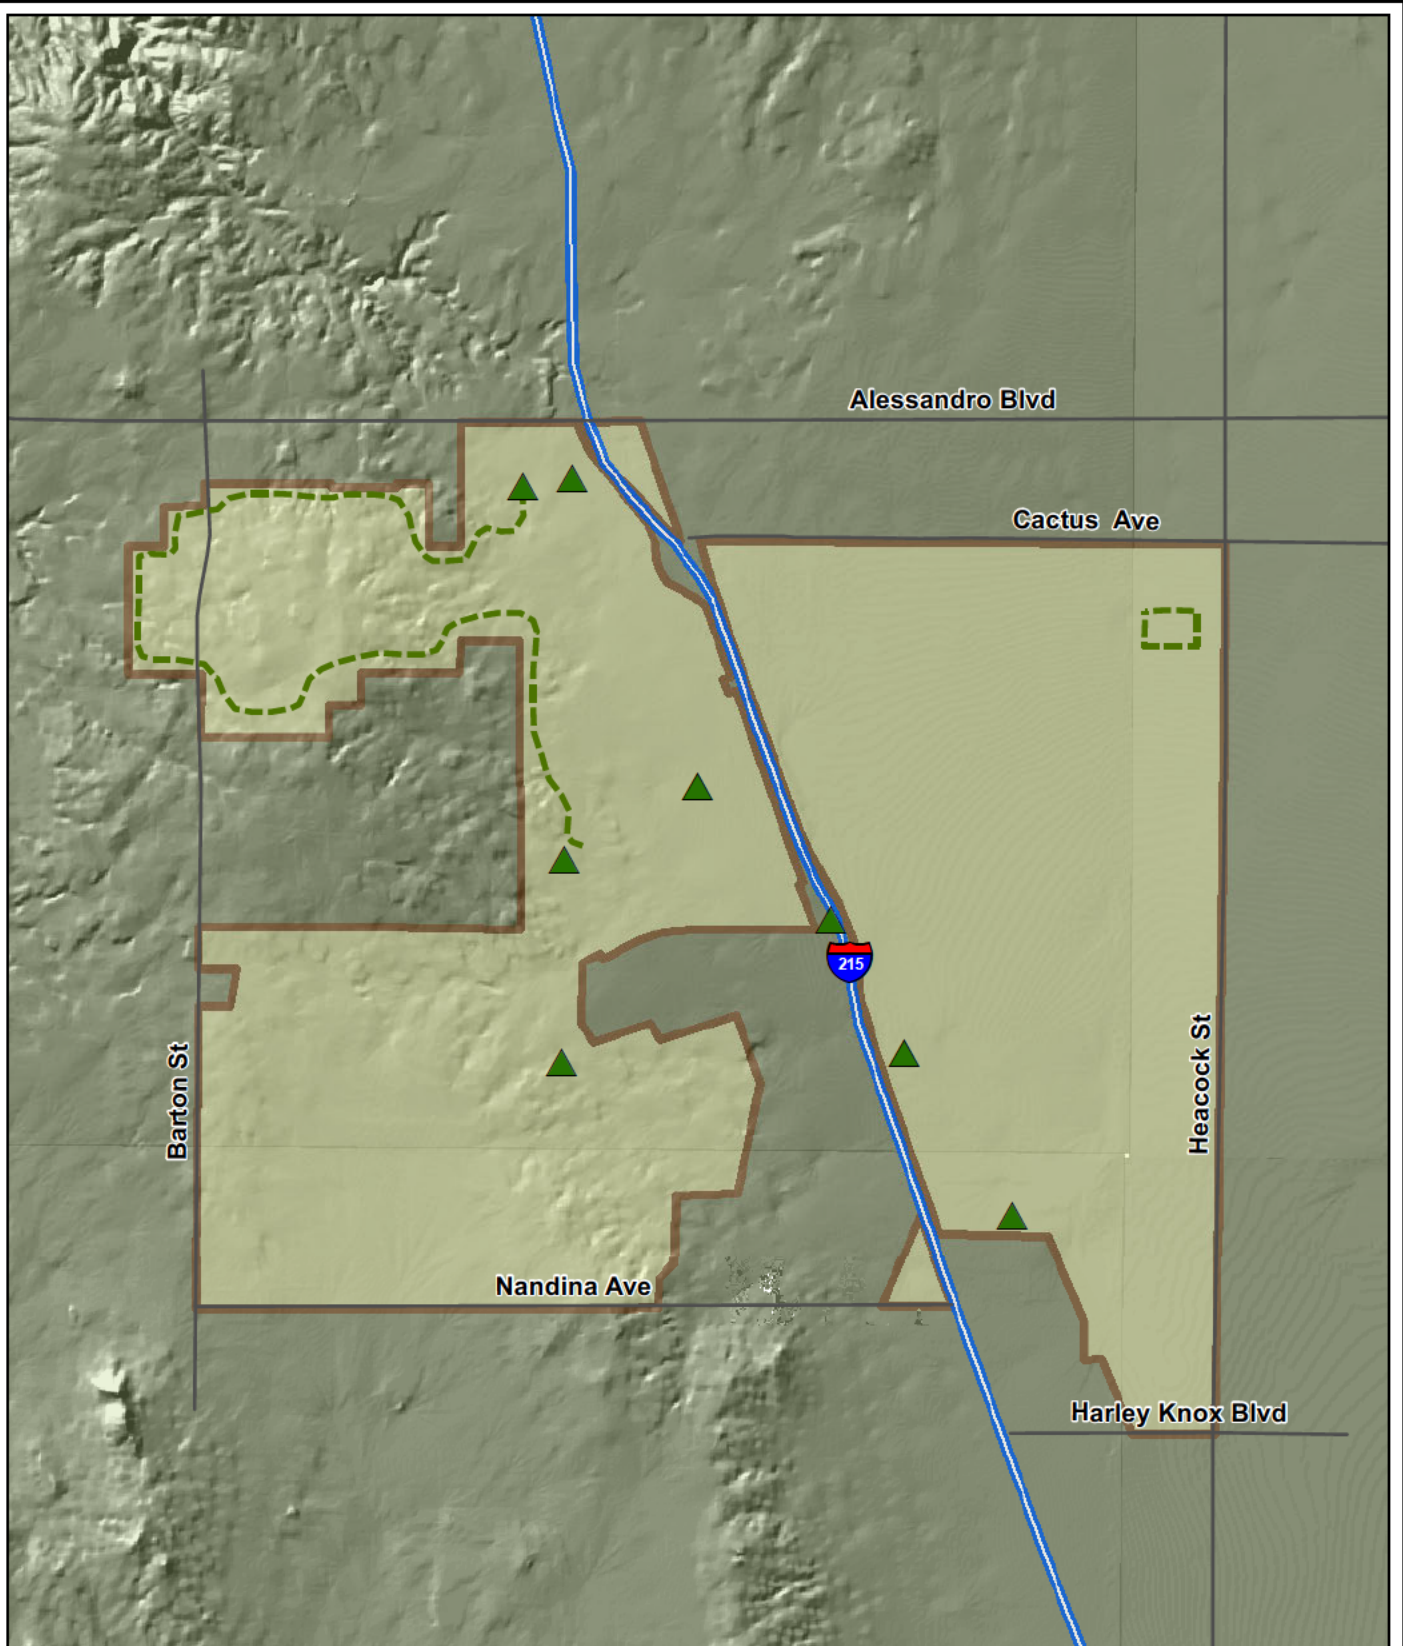 Alessandro Blvd
Cactus Ave
215
Barton St
Heacock St
Nandina Ave
Harley Knox Blvd